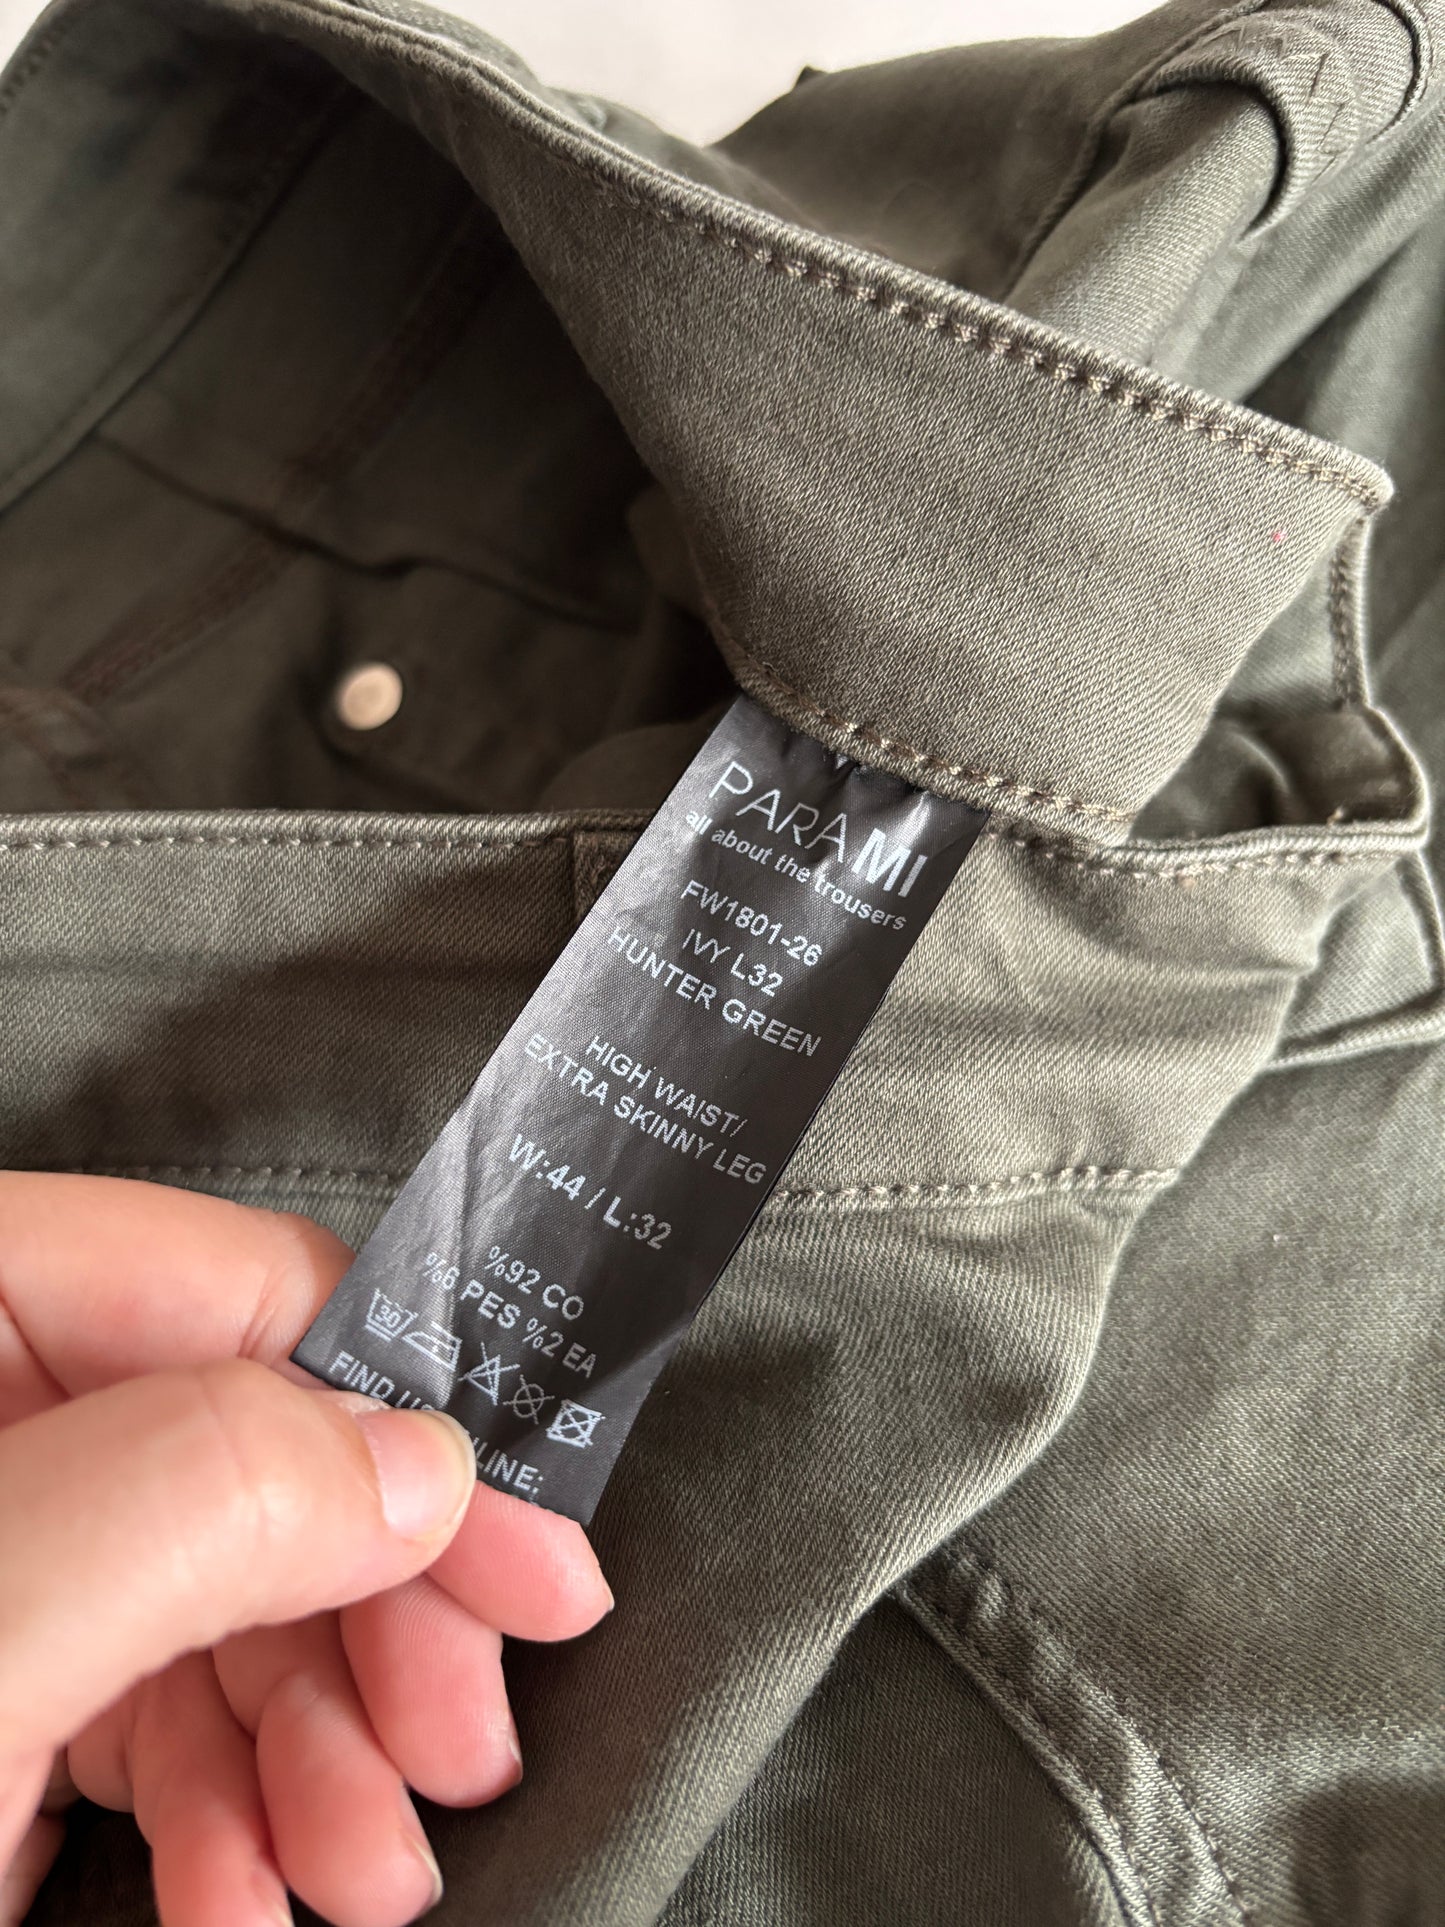 PARAMI
all about the trousers
FW1801-26
IVY L32
HUNTER GREEN
HIGH WAIST/
EXTRA SKINNY LEG
W:44 / L:32
%92 CO
%6 PES %2 EA
30
FIND